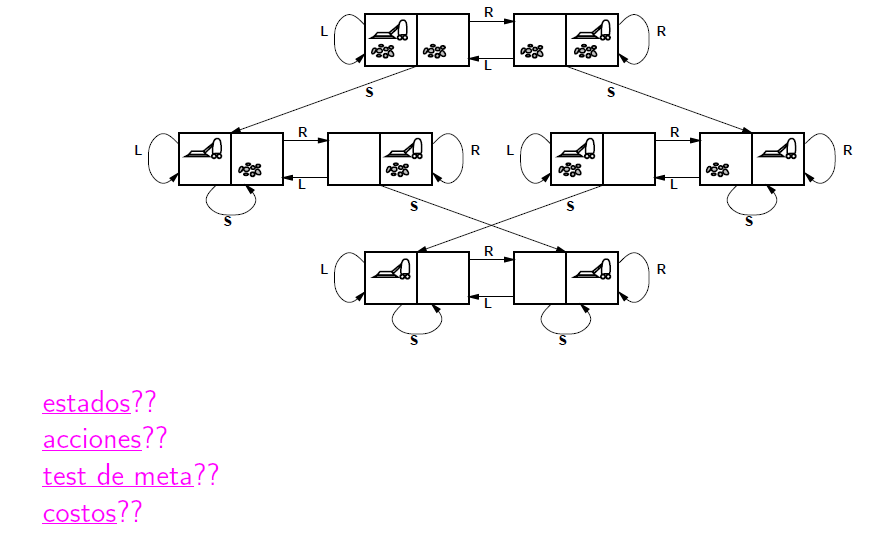 L R R
L
S S
L R R L R R
L L
S S S S
L R R
L
S S
estados??
acciones??
test de meta??
costos??